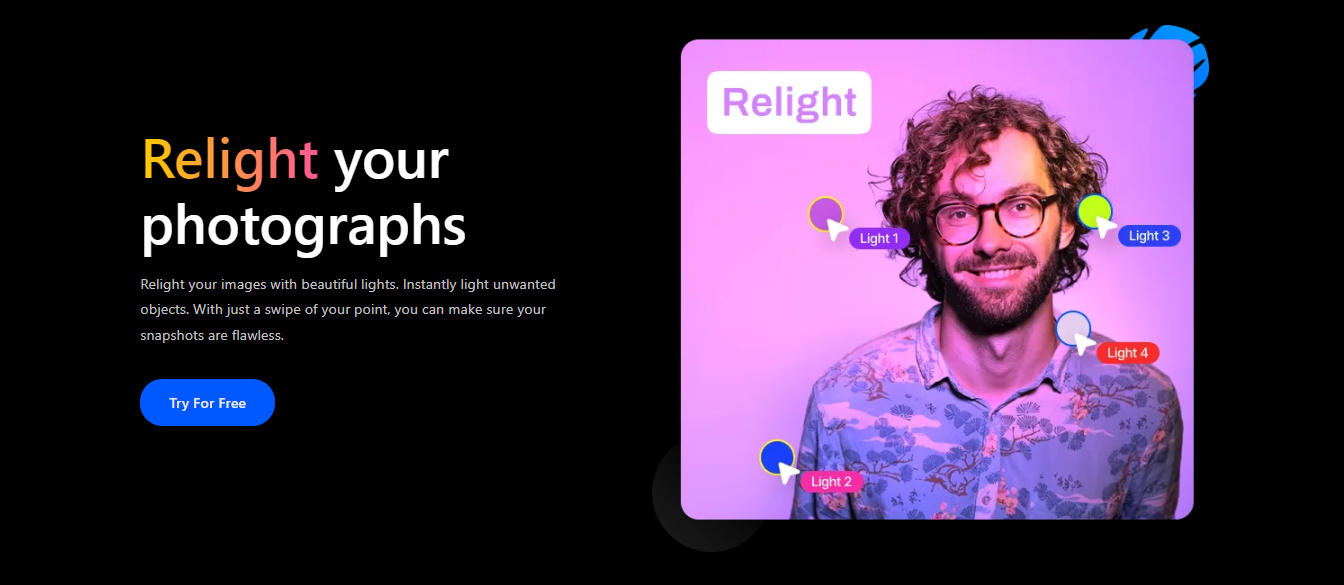 Relight your
photographs
Relight your images with beautiful lights. Instantly light unwanted
objects. With just a swipe of your point, you can make sure your
snapshots are flawless.
Try For Free
Relight
Light 1
Light 3
Light 4
Light 2